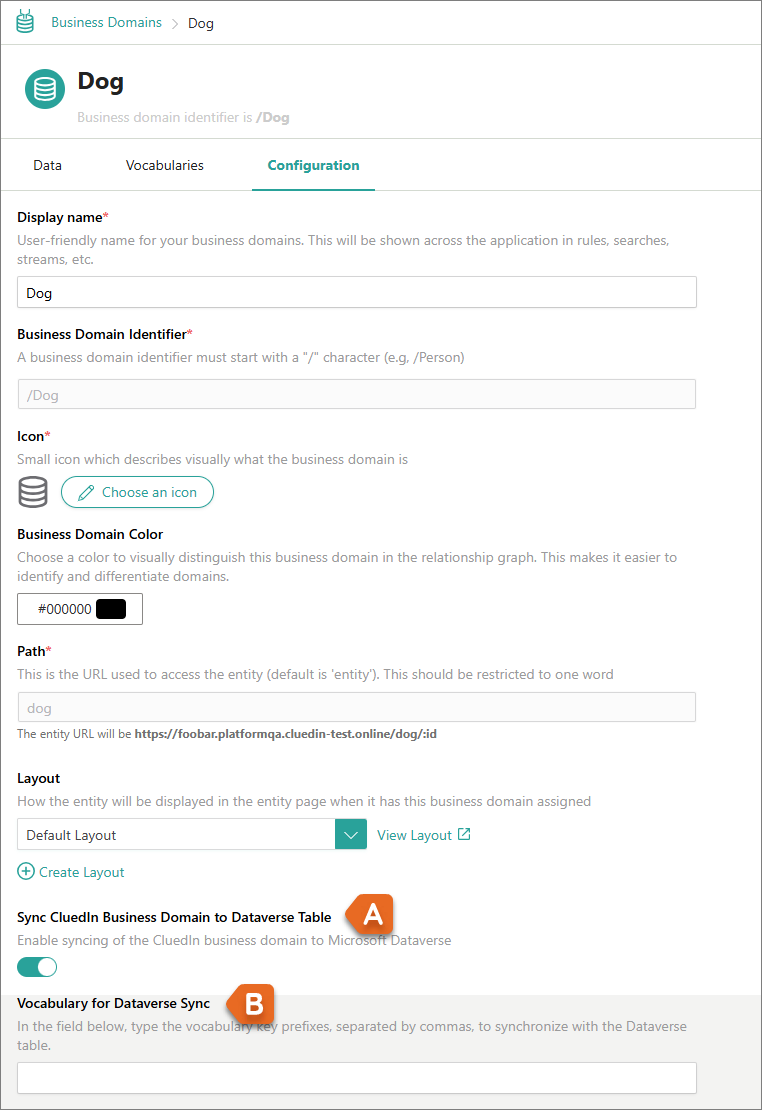 Business Domains > Dog
Dog
Business domain identifier is /Dog
Data Vocabularies Configuration
Display name*
User-friendly name for your business domains. This will be shown across the application in rules, searches,
streams, etc.
Dog
Business Domain Identifier*
A business domain identifier must start with a "/" character (e.g, /Person)
/Dog
Icon*
Small icon which describes visually what the business domain is
Choose an icon
Business Domain Color
Choose a color to visually distinguish this business domain in the relationship graph. This makes it easier to
identify and differentiate domains.
#000000
Path*
This is the URL used to access the entity (default is 'entity'). This should be restricted to one word
dog
The entity URL will be https://foobar.platformqa.cluedin-test.online/dog/:id
Layout
How the entity will be displayed in the entity page when it has this business domain assigned
Default Layout View Layout
Create Layout
Sync CluedIn Business Domain to Dataverse Table A
Enable syncing of the CluedIn business domain to Microsoft Dataverse
Vocabulary for Dataverse Sync B
In the field below, type the vocabulary key prefixes, separated by commas, to synchronize with the Dataverse
table.